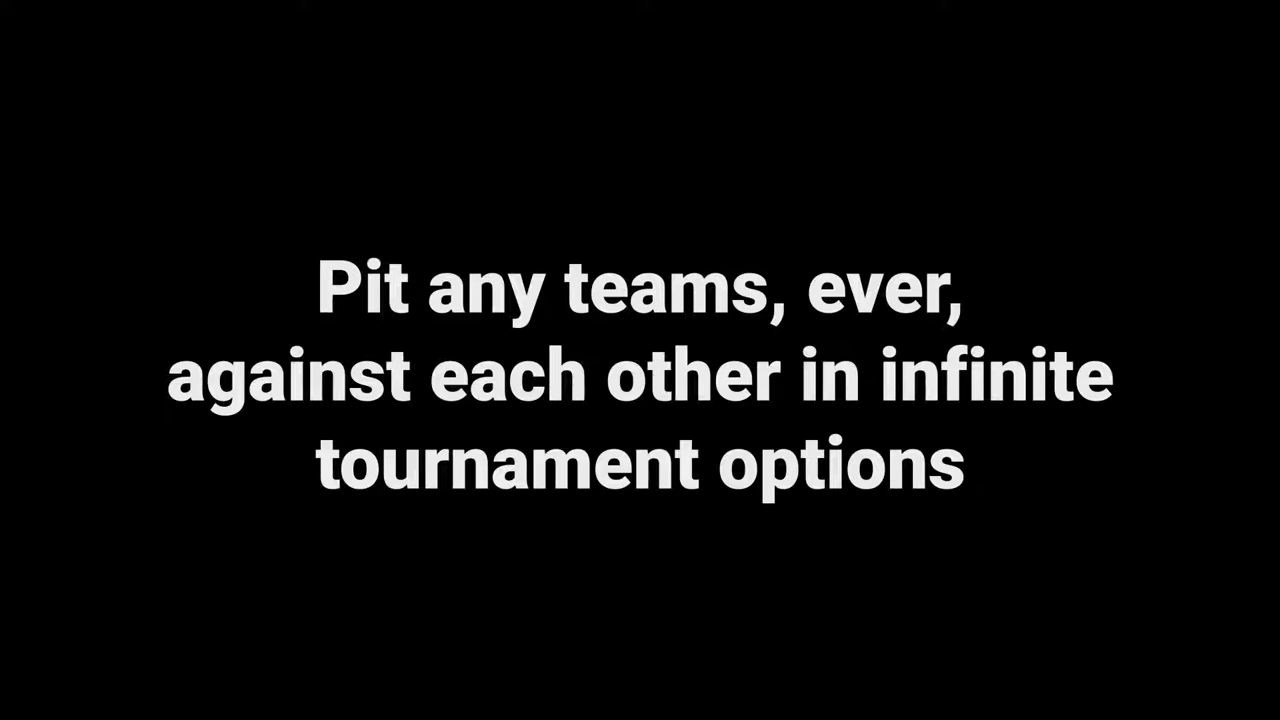 Pit any teams, ever,
against each other in infinite
tournament options